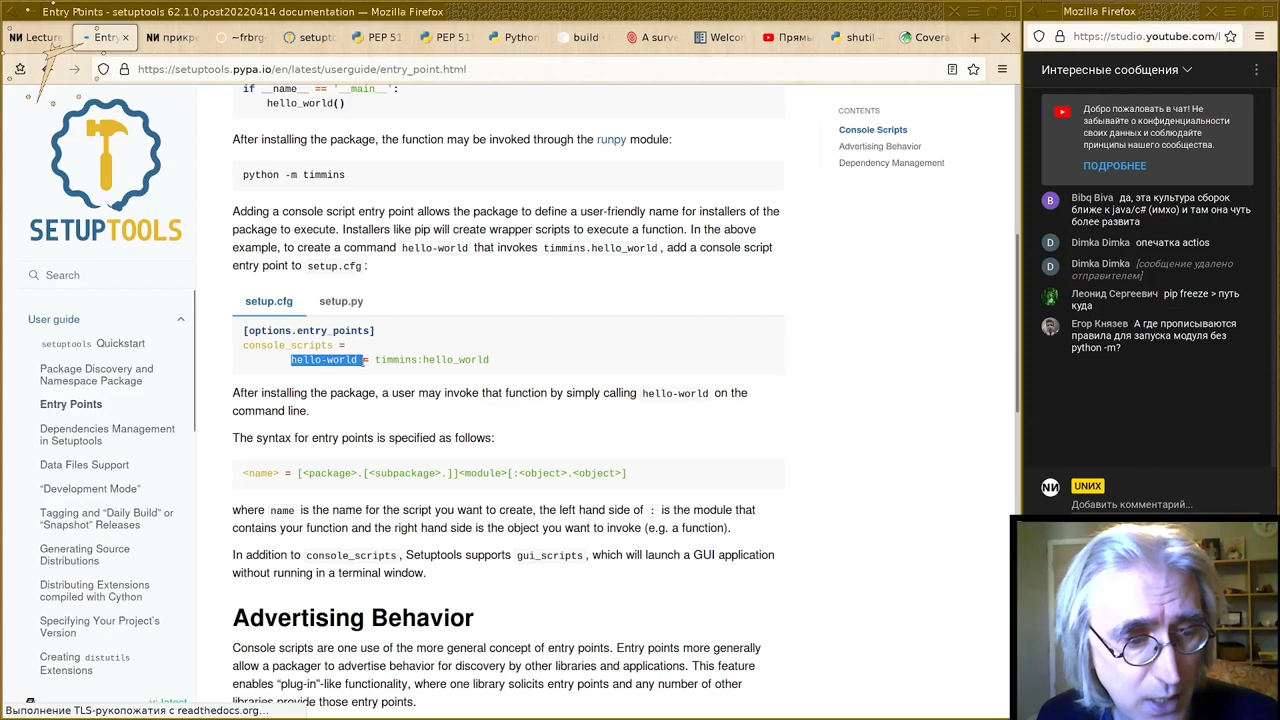 Entry Points - setuptools 62.1.0.post20220414 documentation — Mozilla Firefox
Mozilla Firefox
Lecture
Entry
прикре
~frbrg
setupto
PEP 51
PEP 51
Python
build
A surve
Welcon
Прямы
shutil
Covera
https://setuptools.pypa.io/en/latest/userguide/entry_point.html
https://studio.youtube.com/l
SETUPTOOLS
Search
User guide
setuptools Quickstart
Package Discovery and
Namespace Package
Entry Points
Dependencies Management
in Setuptools
Data Files Support
“Development Mode”
Tagging and “Daily Build” or
“Snapshot” Releases
Generating Source
Distributions
Distributing Extensions
compiled with Cython
Specifying Your Project’s
Version
Creating distutils
Extensions
v: latest
Выполнение TLS-рукопожатия с readthedocs.org…
if __name__ == '__main__':
hello_world()
After installing the package, the function may be invoked through the runpy module:
python -m timmins
Adding a console script entry point allows the package to define a user-friendly name for installers of the
package to execute. Installers like pip will create wrapper scripts to execute a function. In the above
example, to create a command hello-world that invokes timmins.hello_world, add a console script
entry point to setup.cfg:
setup.cfg
setup.py
[options.entry_points]
console_scripts =
hello-world = timmins:hello_world
After installing the package, a user may invoke that function by simply calling hello-world on the
command line.
The syntax for entry points is specified as follows:
<name> = [<package>.[<subpackage>.]]<module>[:<object>.<object>]
where name is the name for the script you want to create, the left hand side of : is the module that
contains your function and the right hand side is the object you want to invoke (e.g. a function).
In addition to console_scripts, Setuptools supports gui_scripts, which will launch a GUI application
without running in a terminal window.
Advertising Behavior
Console scripts are one use of the more general concept of entry points. Entry points more generally
allow a packager to advertise behavior for discovery by other libraries and applications. This feature
enables “plug-in”-like functionality, where one library solicits entry points and any number of other
libraries provide those entry points.
CONTENTS
Console Scripts
Advertising Behavior
Dependency Management
Интересные сообщения
Добро пожаловать в чат! Не
забывайте о конфиденциальности
своих данных и соблюдайте
принципы нашего сообщества.
ПОДРОБНЕЕ
Bibq Biva да, эта культура сборок
ближе к java/c# (имхо) и там она чуть
более развита
Dimka Dimka опечатка actios
Dimka Dimka [сообщение удалено
отправителем]
Леонид Сергеевич pip freeze > путь
куда
Егор Князев А где прописываются
правила для запуска модуля без
python -m?
UNИX
Добавить комментарий...